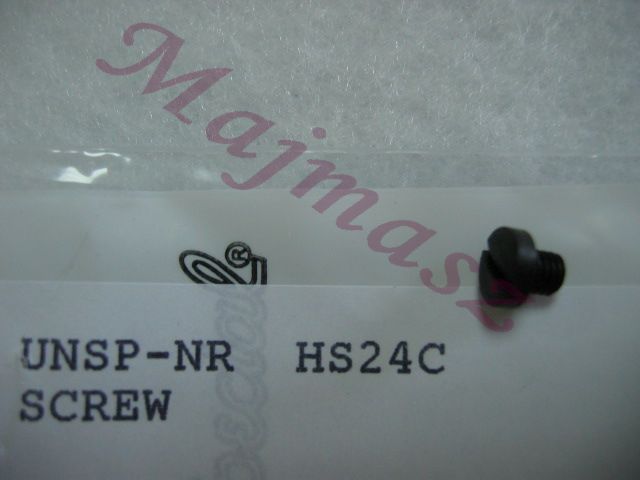 Majmasz
®
UNSP-NR HS24C
SCREW